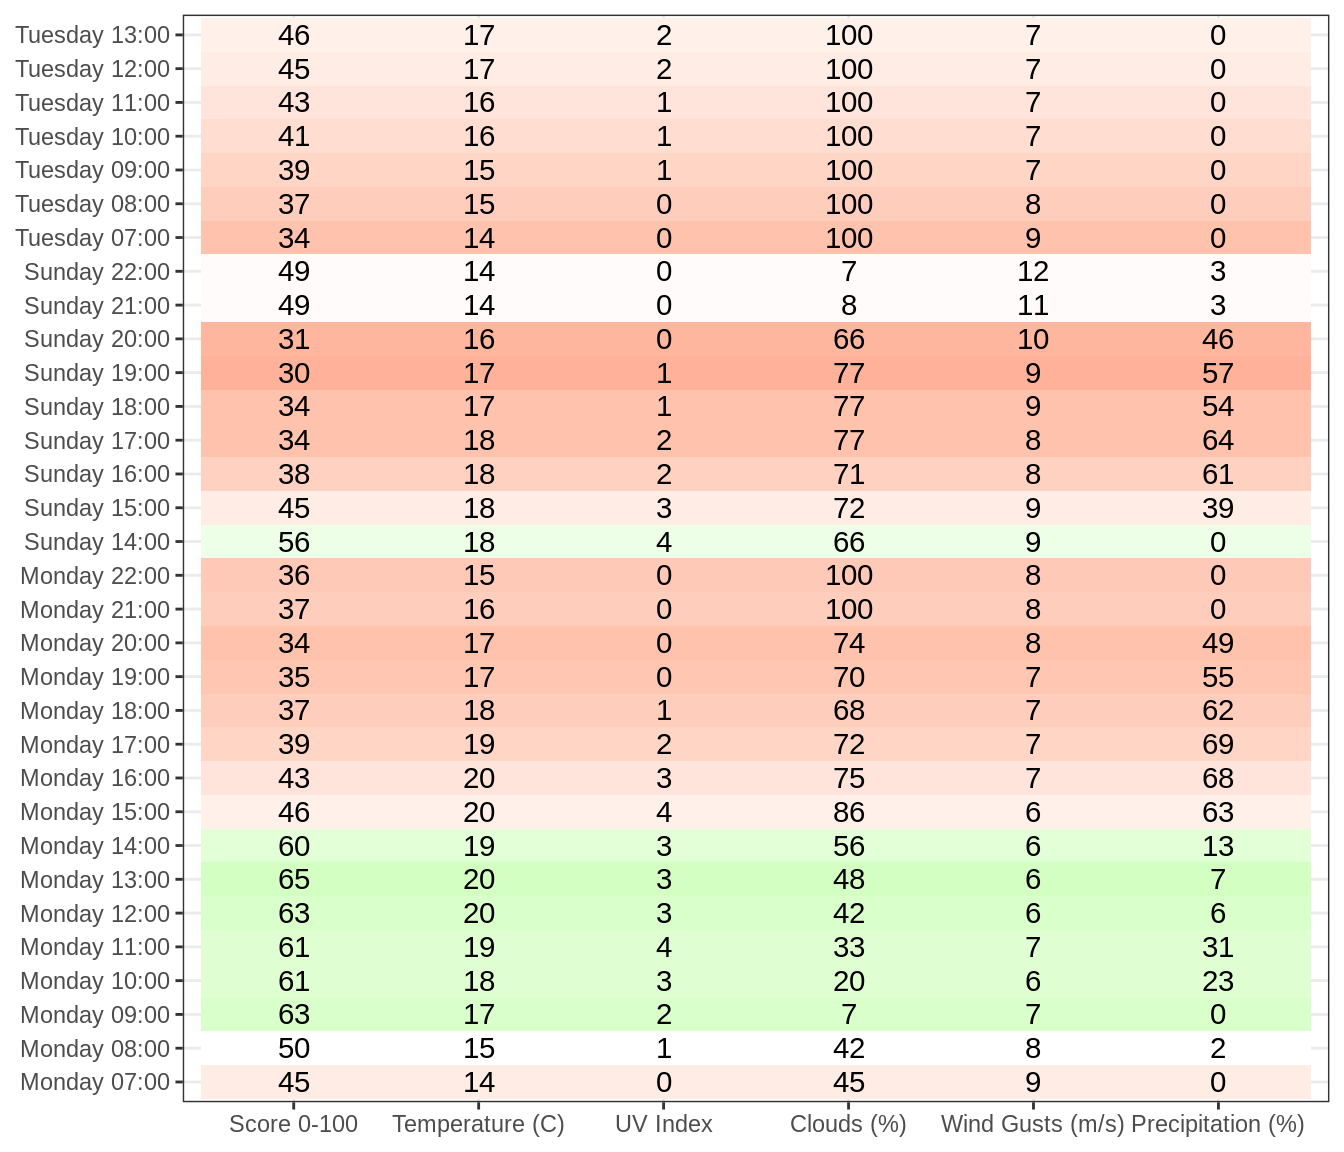 Tuesday 13:00 46 17 2 100 7 0
Tuesday 12:00 45 17 2 100 7 0
Tuesday 11:00 43 16 1 100 7 0
Tuesday 10:00 41 16 1 100 7 0
Tuesday 09:00 39 15 1 100 7 0
Tuesday 08:00 37 15 0 100 8 0
Tuesday 07:00 34 14 0 100 9 0
Sunday 22:00 49 14 0 7 12 3
Sunday 21:00 49 14 0 8 11 3
Sunday 20:00 31 16 0 66 10 46
Sunday 19:00 30 17 1 77 9 57
Sunday 18:00 34 17 1 77 9 54
Sunday 17:00 34 18 2 77 8 64
Sunday 16:00 38 18 2 71 8 61
Sunday 15:00 45 18 3 72 9 39
Sunday 14:00 56 18 4 66 9 0
Monday 22:00 36 15 0 100 8 0
Monday 21:00 37 16 0 100 8 0
Monday 20:00 34 17 0 74 8 49
Monday 19:00 35 17 0 70 7 55
Monday 18:00 37 18 1 68 7 62
Monday 17:00 39 19 2 72 7 69
Monday 16:00 43 20 3 75 7 68
Monday 15:00 46 20 4 86 6 63
Monday 14:00 60 19 3 56 6 13
Monday 13:00 65 20 3 48 6 7
Monday 12:00 63 20 3 42 6 6
Monday 11:00 61 19 4 33 7 31
Monday 10:00 61 18 3 20 6 23
Monday 09:00 63 17 2 7 7 0
Monday 08:00 50 15 1 42 8 2
Monday 07:00 45 14 0 45 9 0
Score 0-100 Temperature (C) UV Index Clouds (%) Wind Gusts (m/s) Precipitation (%)